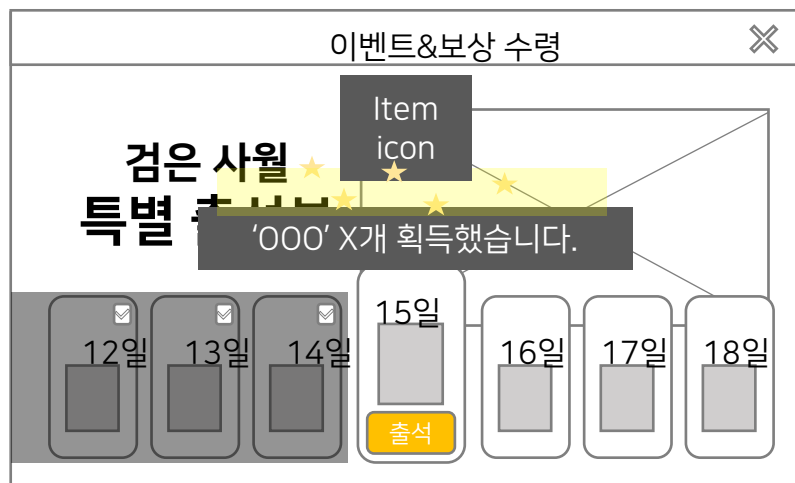 이벤트&보상 수령
Item
icon
검은 사월
특별
'OOO' X개 획득했습니다.
12일
13일
14일
15일
16일
17일
18일
출석